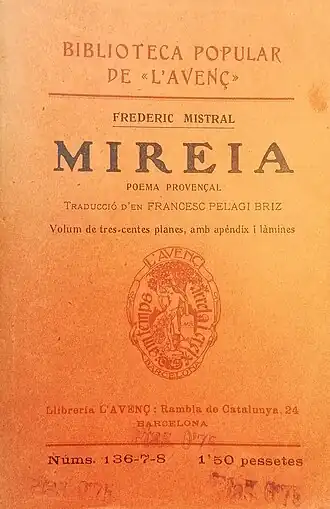 BIBLIOTECA POPULAR
DE «L'AVENÇ»
FREDERIC MISTRAL
MIREIA
POEMA PROVENÇAL
TRADUCCIÓ D'EN FRANCESC PELAGI BRIZ
Volum de tres-centes planes, amb apéndix i làmines
L'AVENÇ
BARCELONA
Llibreria L'AVENÇ: Rambla de Catalunya, 24
BARCELONA
Núms. 136-7-8 1'50 pessetes